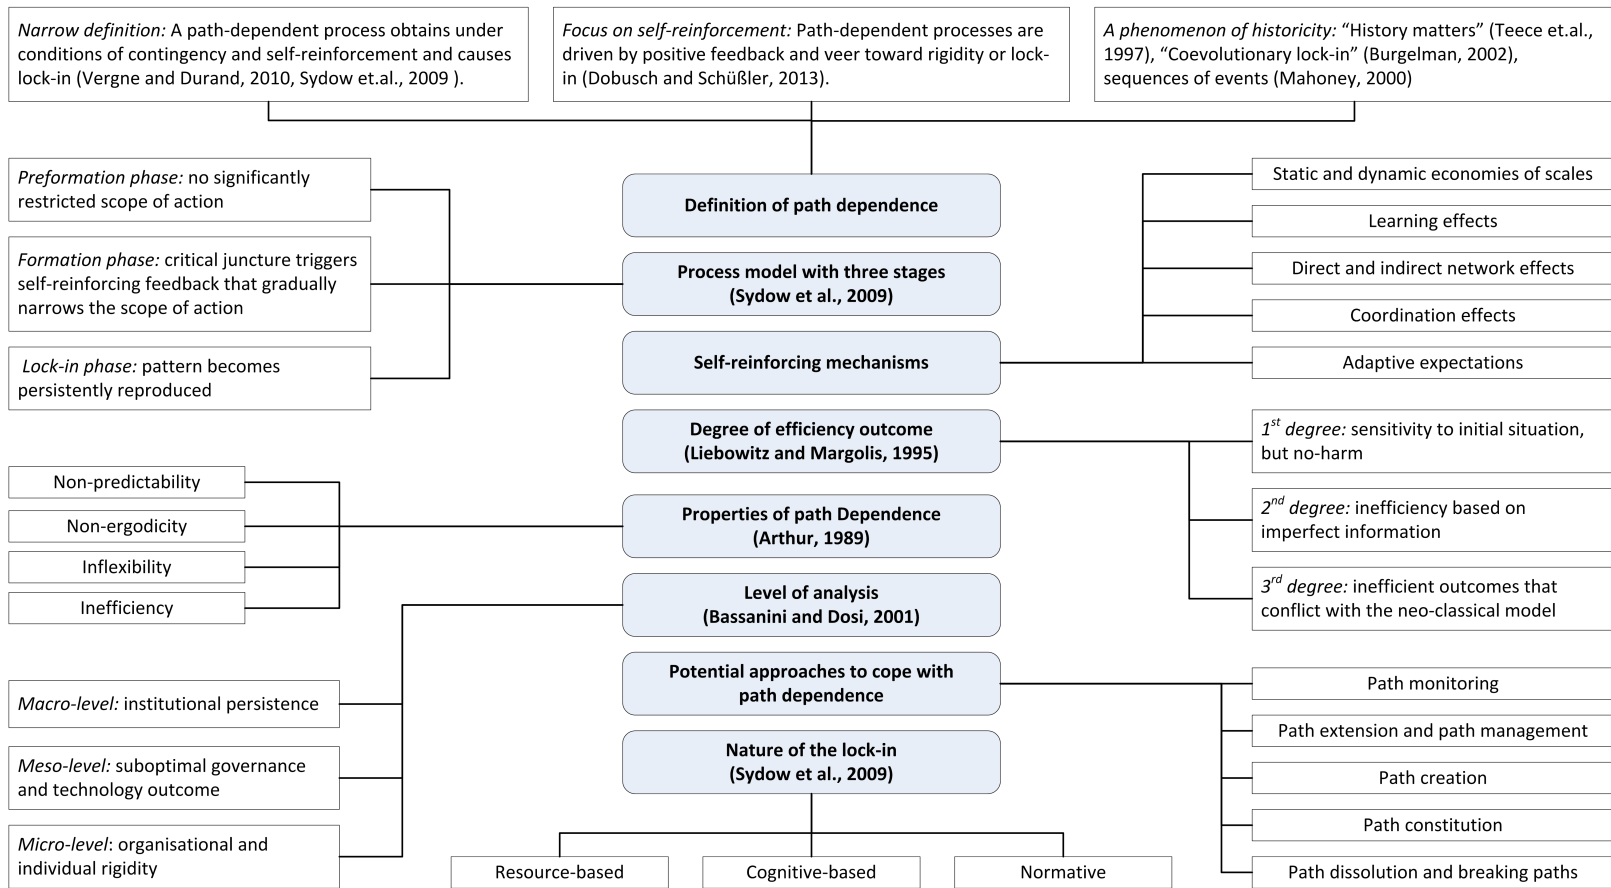 Narrow definition: A path-dependent process obtains under
conditions of contingency and self-reinforcement and causes
lock-in (Vergne and Durand, 2010, Sydow et.al., 2009 ).
Focus on self-reinforcement: Path-dependent processes are
driven by positive feedback and veer toward rigidity or lock-
in (Dobusch and Schüßler, 2013).
A phenomenon of historicity: “History matters” (Teece et.al.,
1997), “Coevolutionary lock-in” (Burgelman, 2002),
sequences of events (Mahoney, 2000)
Definition of path dependence
Process model with three stages
(Sydow et al., 2009)
Preformation phase: no significantly
restricted scope of action
Formation phase: critical juncture triggers
self-reinforcing feedback that gradually
narrows the scope of action
Lock-in phase: pattern becomes
persistently reproduced
Self-reinforcing mechanisms
Static and dynamic economies of scales
Learning effects
Direct and indirect network effects
Coordination effects
Adaptive expectations
Degree of efficiency outcome
(Liebowitz and Margolis, 1995)
1st degree: sensitivity to initial situation,
but no-harm
2nd degree: inefficiency based on
imperfect information
3rd degree: inefficient outcomes that
conflict with the neo-classical model
Properties of path Dependence
(Arthur, 1989)
Non-predictability
Non-ergodicity
Inflexibility
Inefficiency
Level of analysis
(Bassanini and Dosi, 2001)
Macro-level: institutional persistence
Meso-level: suboptimal governance
and technology outcome
Micro-level: organisational and
individual rigidity
Potential approaches to cope with
path dependence
Path monitoring
Path extension and path management
Path creation
Path constitution
Path dissolution and breaking paths
Nature of the lock-in
(Sydow et al., 2009)
Resource-based
Cognitive-based
Normative